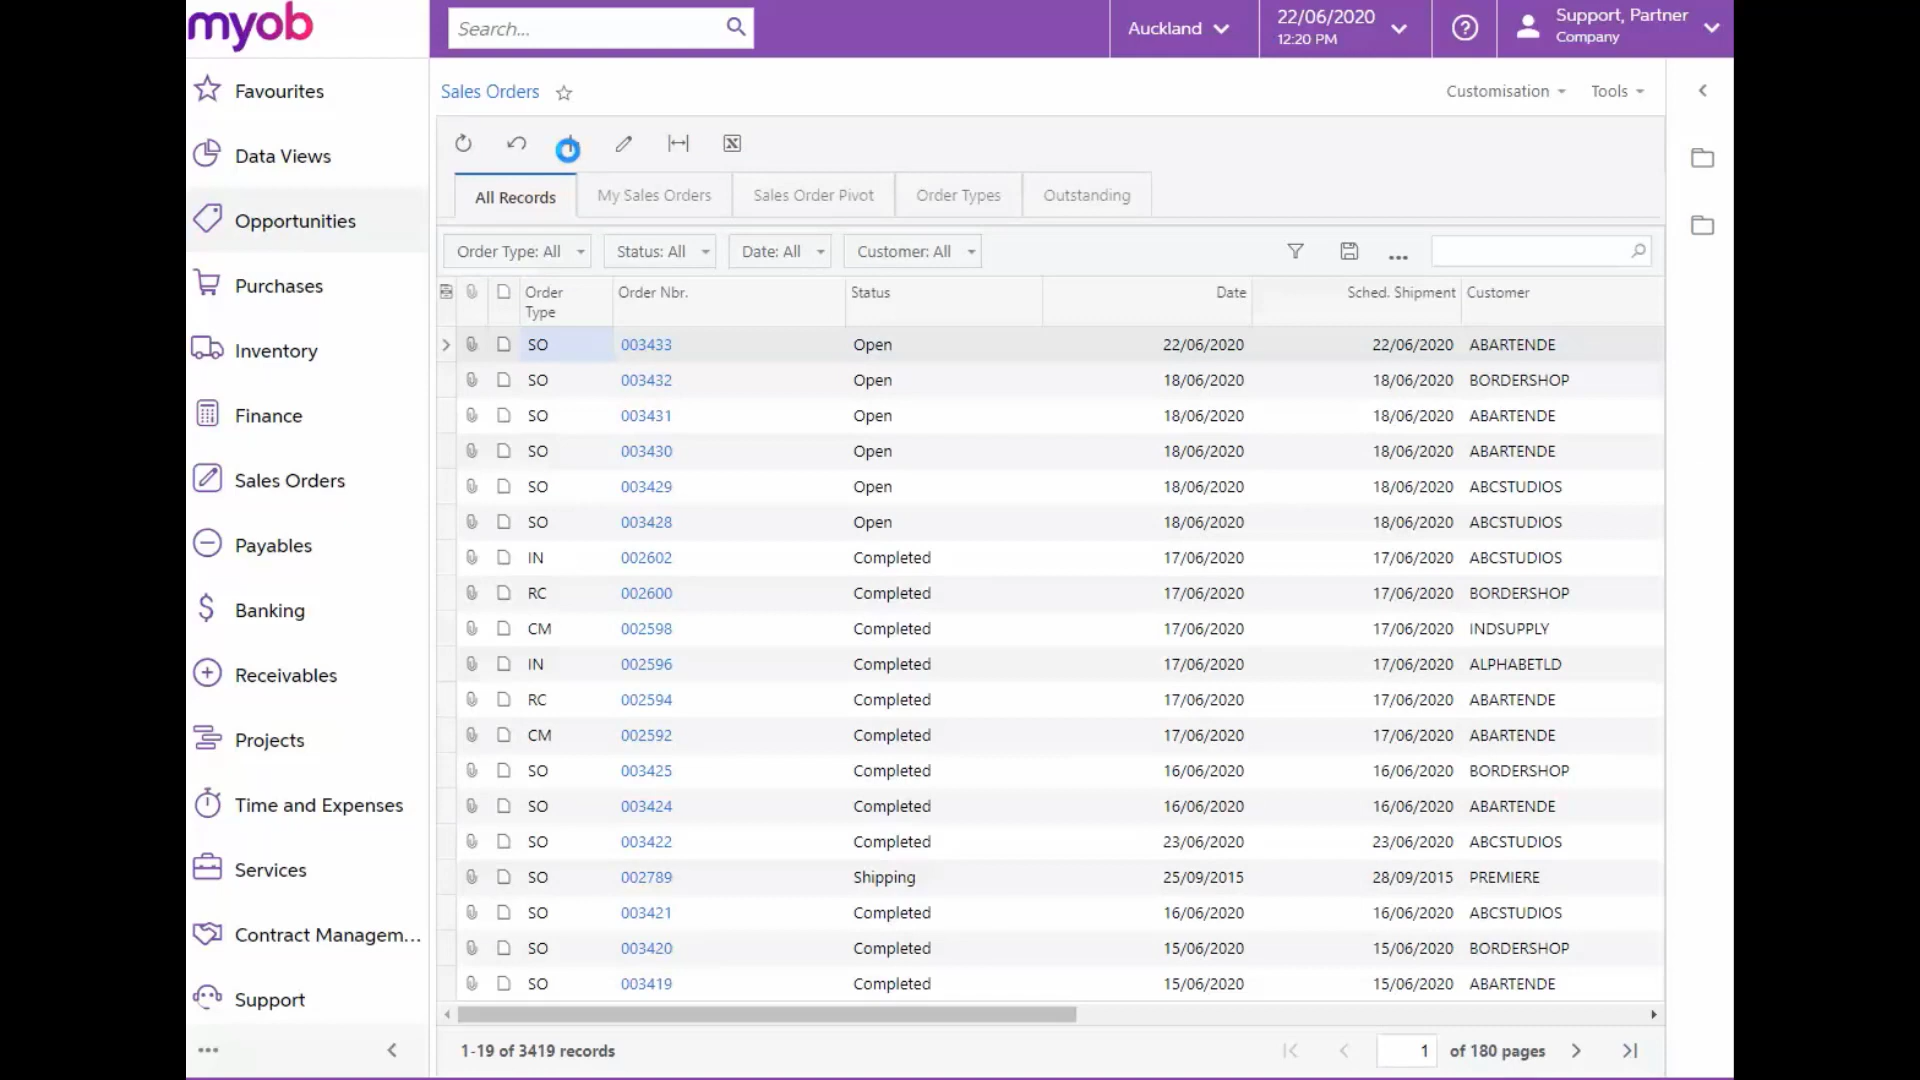 myob
Search...
Auckland
22/06/2020
12:20 PM
Support, Partner
Company
Favourites
Data Views
Opportunities
Purchases
Inventory
Finance
Sales Orders
Payables
Banking
Receivables
Projects
Time and Expenses
Services
Contract Managem...
Support
Sales Orders
Customisation
Tools
All Records
My Sales Orders
Sales Order Pivot
Order Types
Outstanding
Order Type: All
Status: All
Date: All
Customer: All
Order Type Order Nbr. Status Date Sched. Shipment Customer
SO 003433 Open 22/06/2020 22/06/2020 ABARTENDE
SO 003432 Open 18/06/2020 18/06/2020 BORDERSHOP
SO 003431 Open 18/06/2020 18/06/2020 ABARTENDE
SO 003430 Open 18/06/2020 18/06/2020 ABARTENDE
SO 003429 Open 18/06/2020 18/06/2020 ABCSTUDIOS
SO 003428 Open 18/06/2020 18/06/2020 ABCSTUDIOS
IN 002602 Completed 17/06/2020 17/06/2020 ABCSTUDIOS
RC 002600 Completed 17/06/2020 17/06/2020 BORDERSHOP
CM 002598 Completed 17/06/2020 17/06/2020 INDSUPPLY
IN 002596 Completed 17/06/2020 17/06/2020 ALPHABETLD
RC 002594 Completed 17/06/2020 17/06/2020 ABARTENDE
CM 002592 Completed 17/06/2020 17/06/2020 ABARTENDE
SO 003425 Completed 16/06/2020 16/06/2020 BORDERSHOP
SO 003424 Completed 16/06/2020 16/06/2020 ABARTENDE
SO 003422 Completed 23/06/2020 23/06/2020 ABCSTUDIOS
SO 002789 Shipping 25/09/2015 28/09/2015 PREMIERE
SO 003421 Completed 16/06/2020 16/06/2020 ABCSTUDIOS
SO 003420 Completed 15/06/2020 15/06/2020 BORDERSHOP
SO 003419 Completed 15/06/2020 15/06/2020 ABARTENDE
1-19 of 3419 records
1 of 180 pages